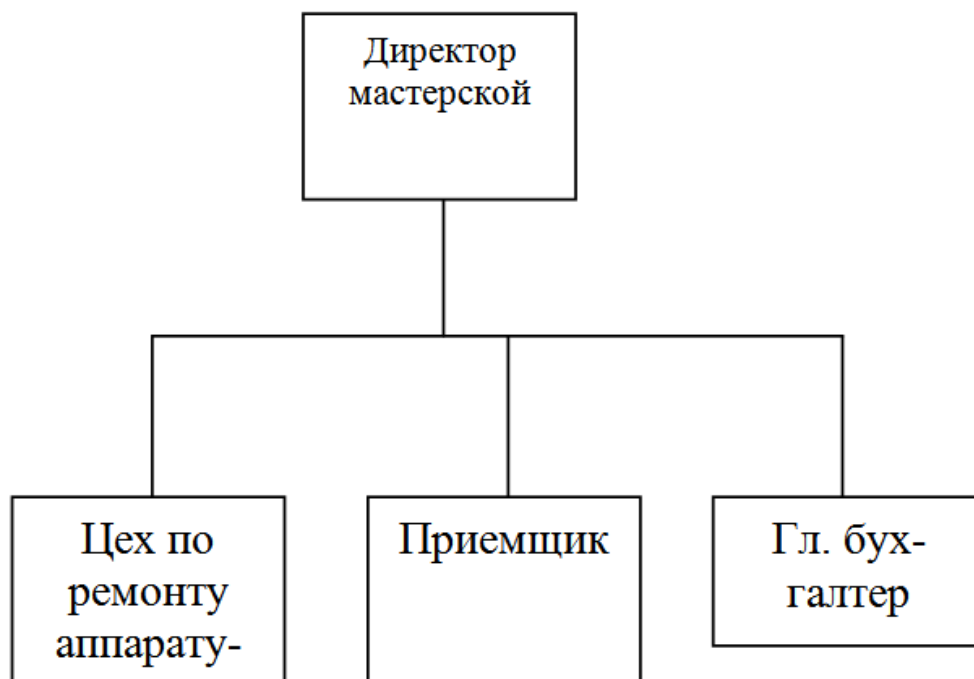 Директор
мастерской
Цех по
ремонту
аппарату-
Приемщик
Гл. бух-
галтер